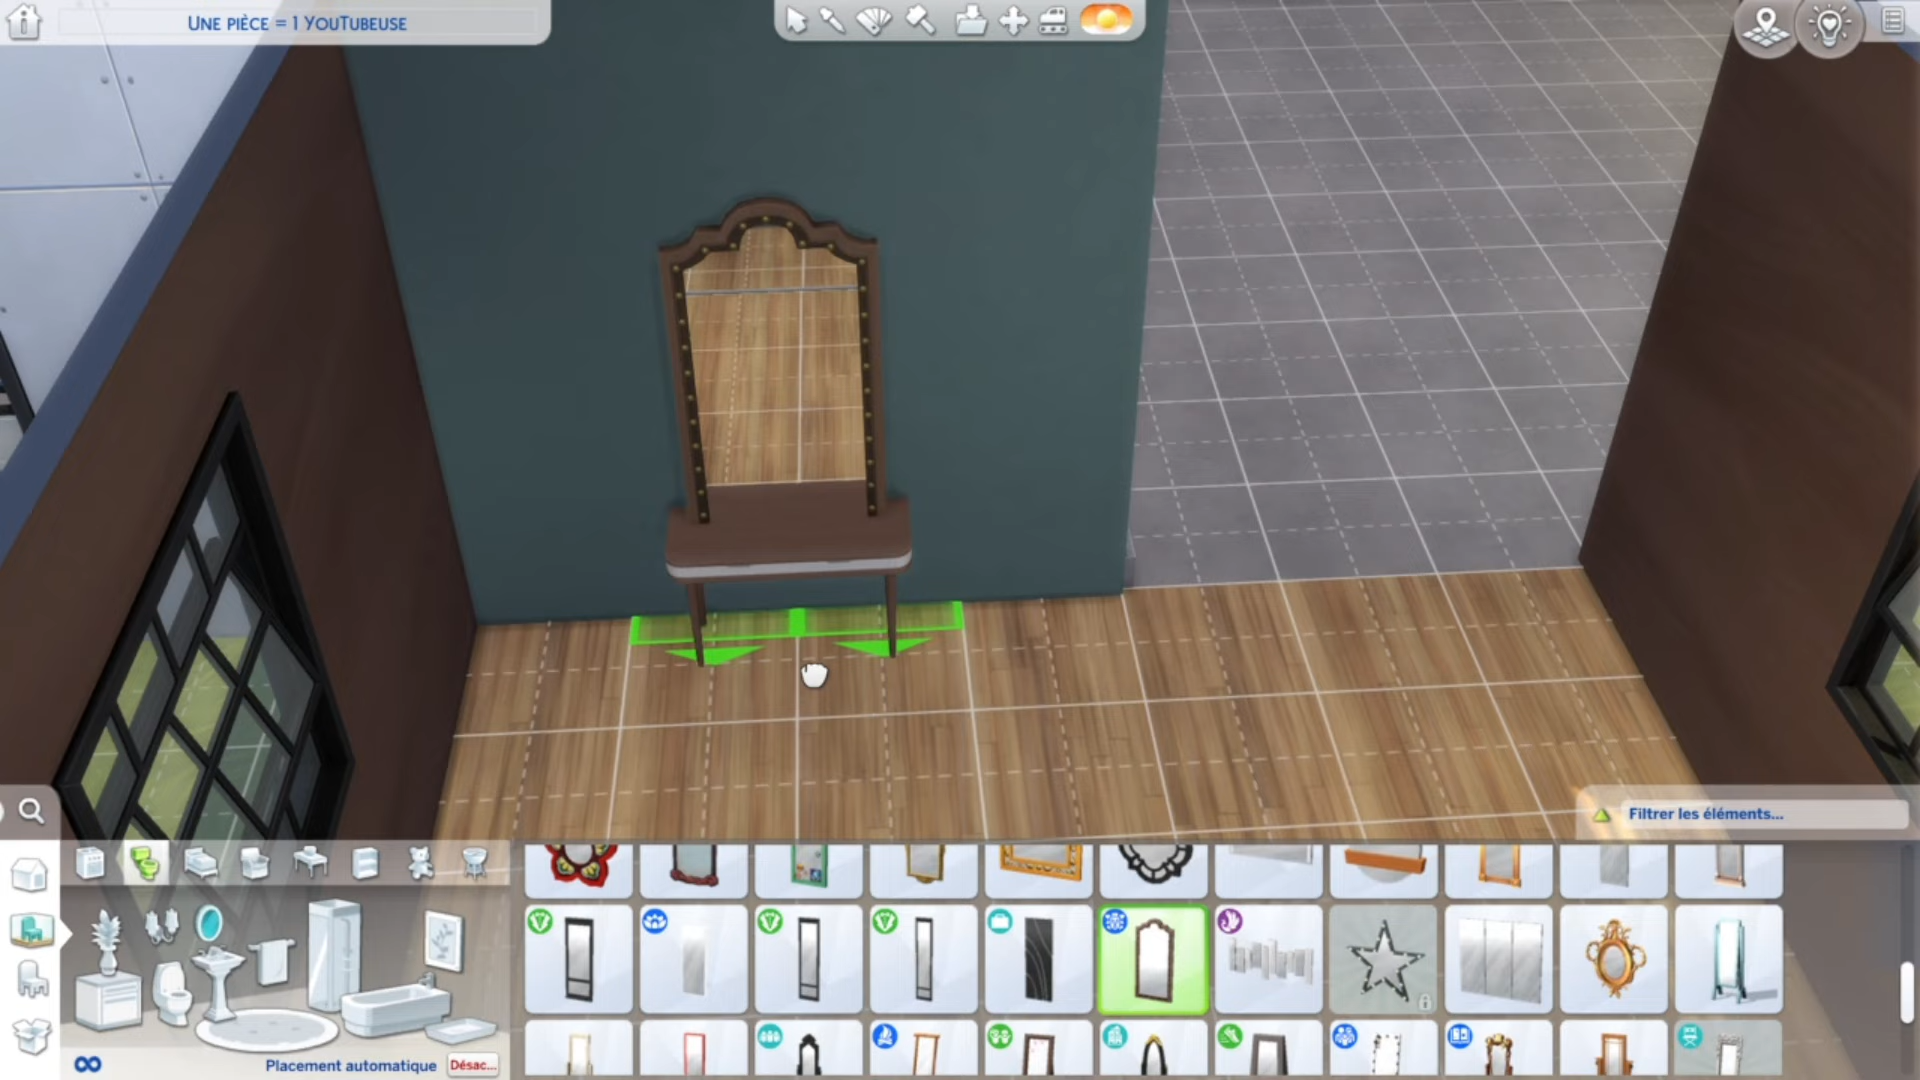 UNE PIÈCE = 1 YOUTUBEUSE
Filtrer les éléments...
Placement automatique
Désac...